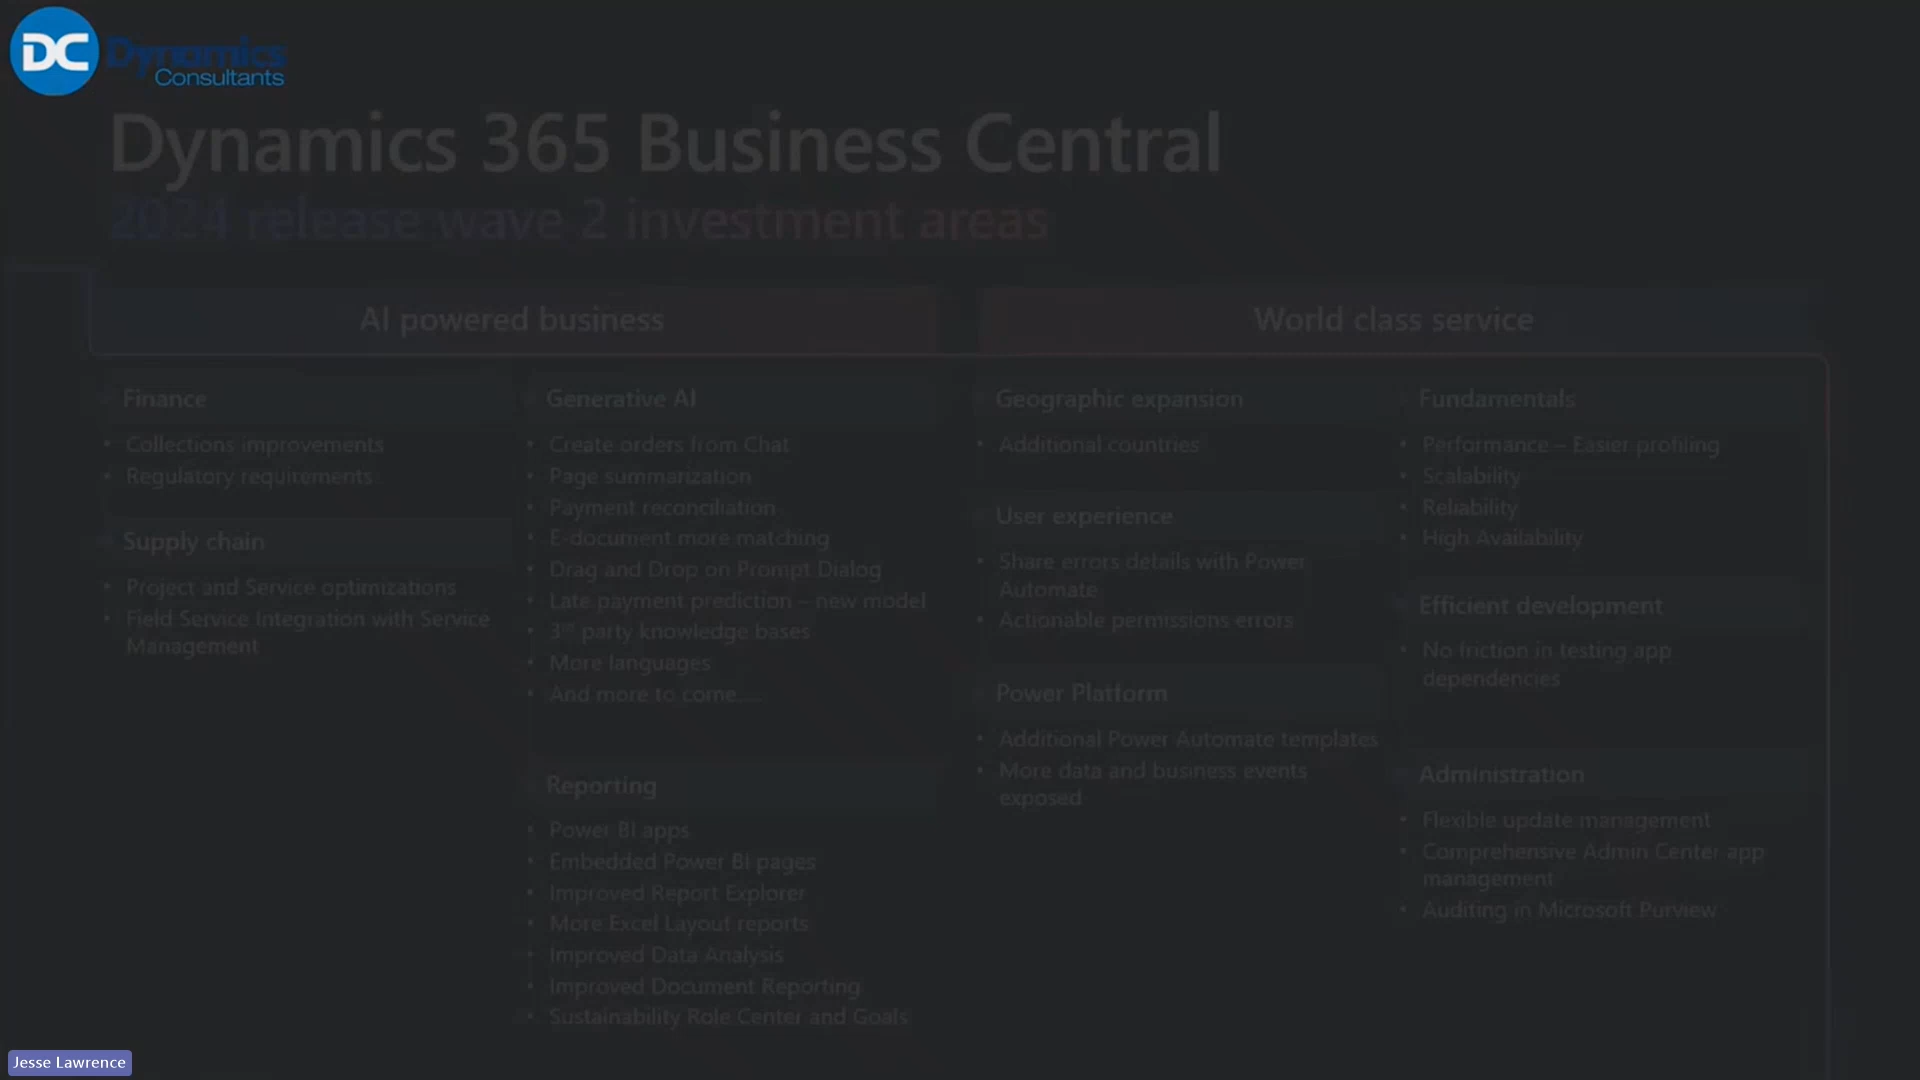 DC Dynamics
Consultants
Dynamics 365 Business Central
2024 release wave 2 investment areas
AI powered business
World class service
Finance
• Collections improvements
• Regulatory requirements
Supply chain
• Project and Service optimizations
• Field Service Integration with Service
Management
Generative AI
• Create orders from Chat
• Page summarization
• Payment reconciliation
• E-document more matching
• Drag and Drop on Prompt Dialog
• Late payment prediction – new model
• 3rd party knowledge bases
• More languages
• And more to come....
Reporting
• Power BI apps
• Embedded Power BI pages
• Improved Report Explorer
• More Excel Layout reports
• Improved Data Analysis
• Improved Document Reporting
• Sustainability Role Center and Goals
Geographic expansion
• Additional countries
User experience
• Share errors details with Power
Automate
• Actionable permissions errors
Power Platform
• Additional Power Automate templates
• More data and business events
exposed
Fundamentals
• Performance – Easier profiling
• Scalability
• Reliability
• High Availability
Efficient development
• No friction in testing app
dependencies
Administration
• Flexible update management
• Comprehensive Admin Center app
management
• Auditing in Microsoft Purview
Jesse Lawrence